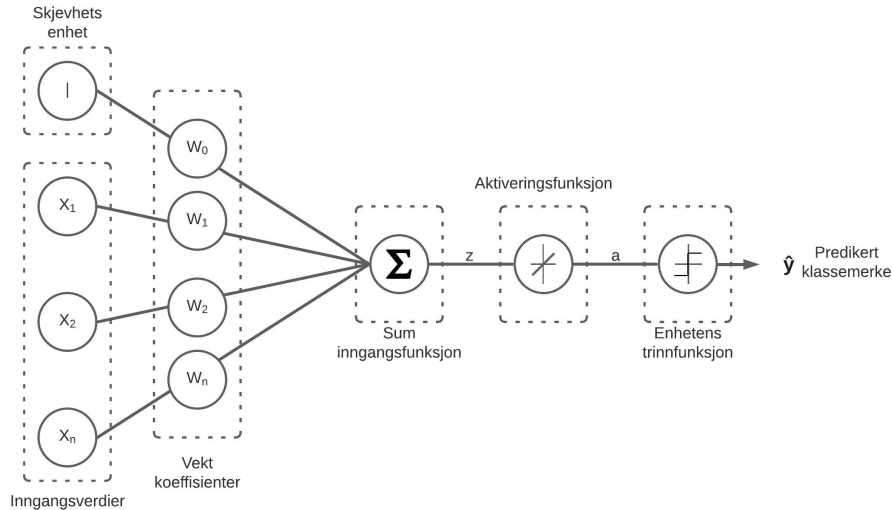 Skjevhets
enhet
I
X1
X2
Xn
Inngangsverdier
W0
W1
W2
Wn
Vekt
koeffisienter
Σ
Sum
inngangsfunksjon
z
Aktiveringsfunksjon
a
Enhetens
trinnfunksjon
ŷ
Predikert
klassemerke